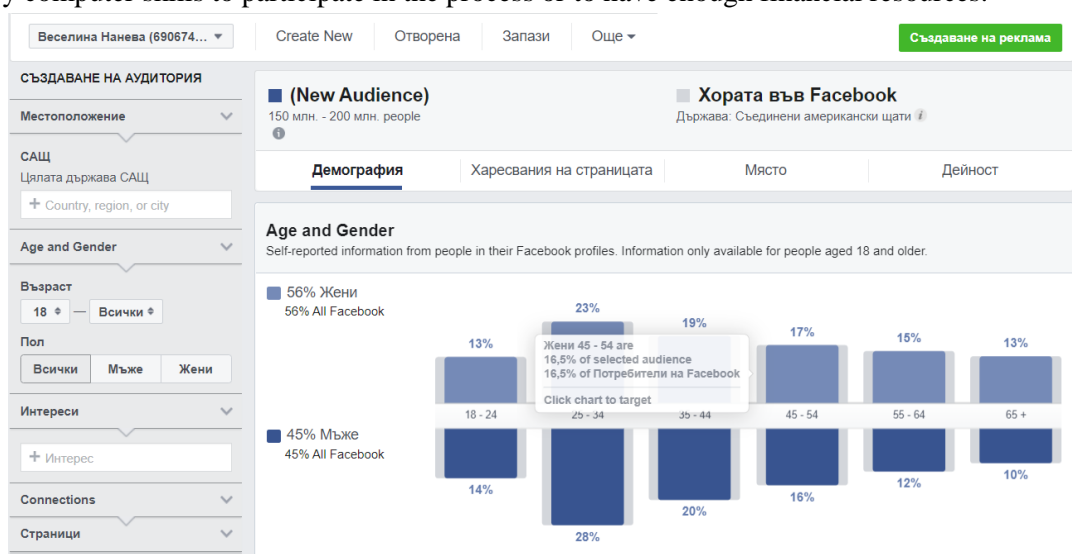 y computer skills to participate in the process or to have enough financial resources.
Веселина Нанева (690674...
Create New Отворена Запази Още
Създаване на реклама
СЪЗДАВАНЕ НА АУДИТОРИЯ
Местоположение
САЩ
Цялата държава САЩ
+ Country, region, or city
Age and Gender
Възраст
18 — Всички
Пол
Всички Мъже Жени
Интереси
+ Интерес
Connections
Страници
(New Audience)
150 млн. - 200 млн. people
Хората във Facebook
Държава: Съединени американски щати
Демография Харесвания на страницата Място Дейност
Age and Gender
Self-reported information from people in their Facebook profiles. Information only available for people aged 18 and older.
56% Жени
56% All Facebook
13% 23% 19% 17% 15% 13%
Жени 45 - 54 are
16,5% of selected audience
16,5% of Потребители на Facebook
Click chart to target
18 - 24 25 - 34 35 - 44 45 - 54 55 - 64 65 +
45% Мъже
45% All Facebook
14% 28% 20% 16% 12% 10%